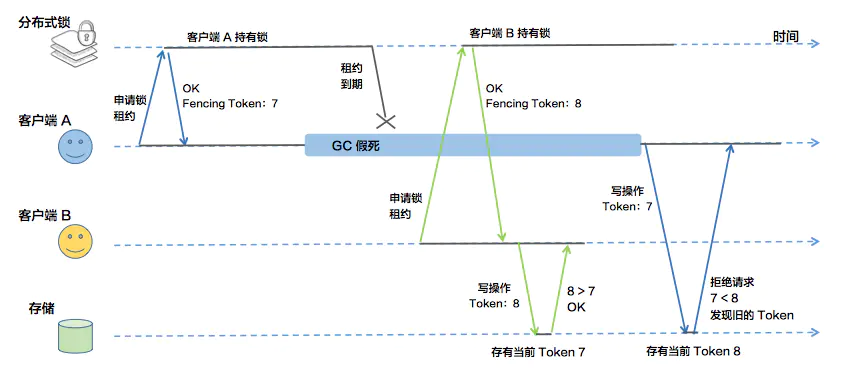 分布式锁
客户端 A 持有锁
客户端 B 持有锁
时间
申请锁
租约
OK
Fencing Token: 7
租约
到期
OK
Fencing Token: 8
客户端 A
GC 假死
申请锁
租约
写操作
Token: 7
客户端 B
写操作
Token: 8
8 > 7
OK
拒绝请求
7 < 8
发现旧的 Token
存储
存有当前 Token 7
存有当前 Token 8